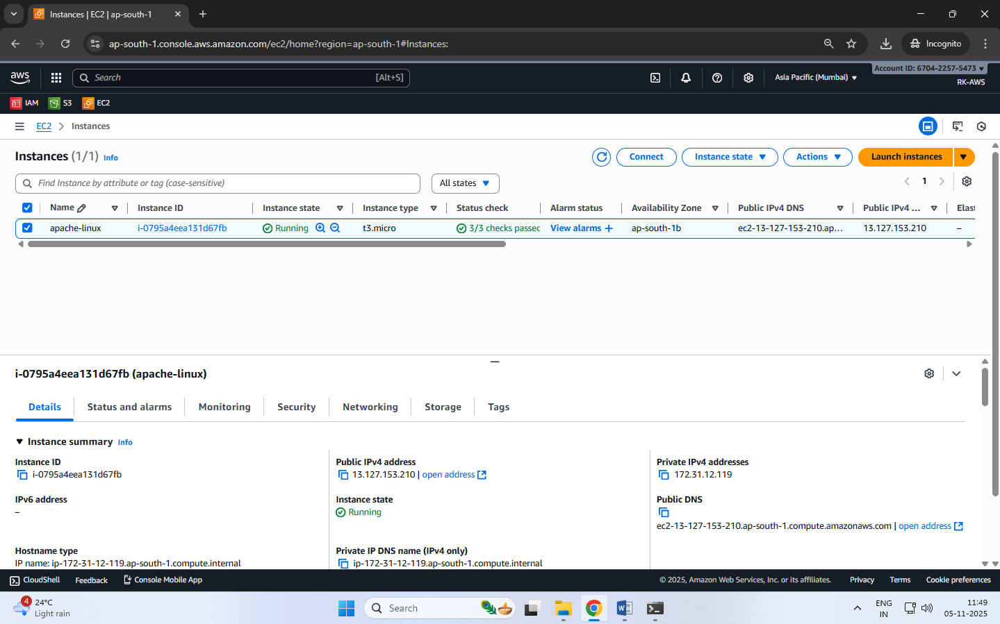 Instances | EC2 | ap-south-1
ap-south-1.console.aws.amazon.com/ec2/home?region=ap-south-1#Instances:
Incognito
aws
Search
[Alt+S]
Asia Pacific (Mumbai)
Account ID: 6704-2257-5473
RK-AWS
IAM
S3
EC2
EC2
Instances
Instances (1/1) Info
Connect
Instance state
Actions
Launch instances
Find Instance by attribute or tag (case-sensitive)
All states
1
Name
Instance ID
Instance state
Instance type
Status check
Alarm status
Availability Zone
Public IPv4 DNS
Public IPv4 ...
Elast
apache-linux
i-0795a4eea131d67fb
Running
t3.micro
3/3 checks passec
View alarms +
ap-south-1b
ec2-13-127-153-210.ap...
13.127.153.210
–
i-0795a4eea131d67fb (apache-linux)
Details
Status and alarms
Monitoring
Security
Networking
Storage
Tags
Instance summary Info
Instance ID
i-0795a4eea131d67fb
Public IPv4 address
13.127.153.210 | open address
Private IPv4 addresses
172.31.12.119
IPv6 address
–
Instance state
Running
Public DNS
ec2-13-127-153-210.ap-south-1.compute.amazonaws.com | open address
Hostname type
IP name: ip-172-31-12-119.ap-south-1.compute.internal
Private IP DNS name (IPv4 only)
ip-172-31-12-119.ap-south-1.compute.internal
CloudShell
Feedback
Console Mobile App
© 2025, Amazon Web Services, Inc. or its affiliates.
Privacy
Terms
Cookie preferences
4
24°C
Light rain
Search
ENG
IN
11:49
05-11-2025